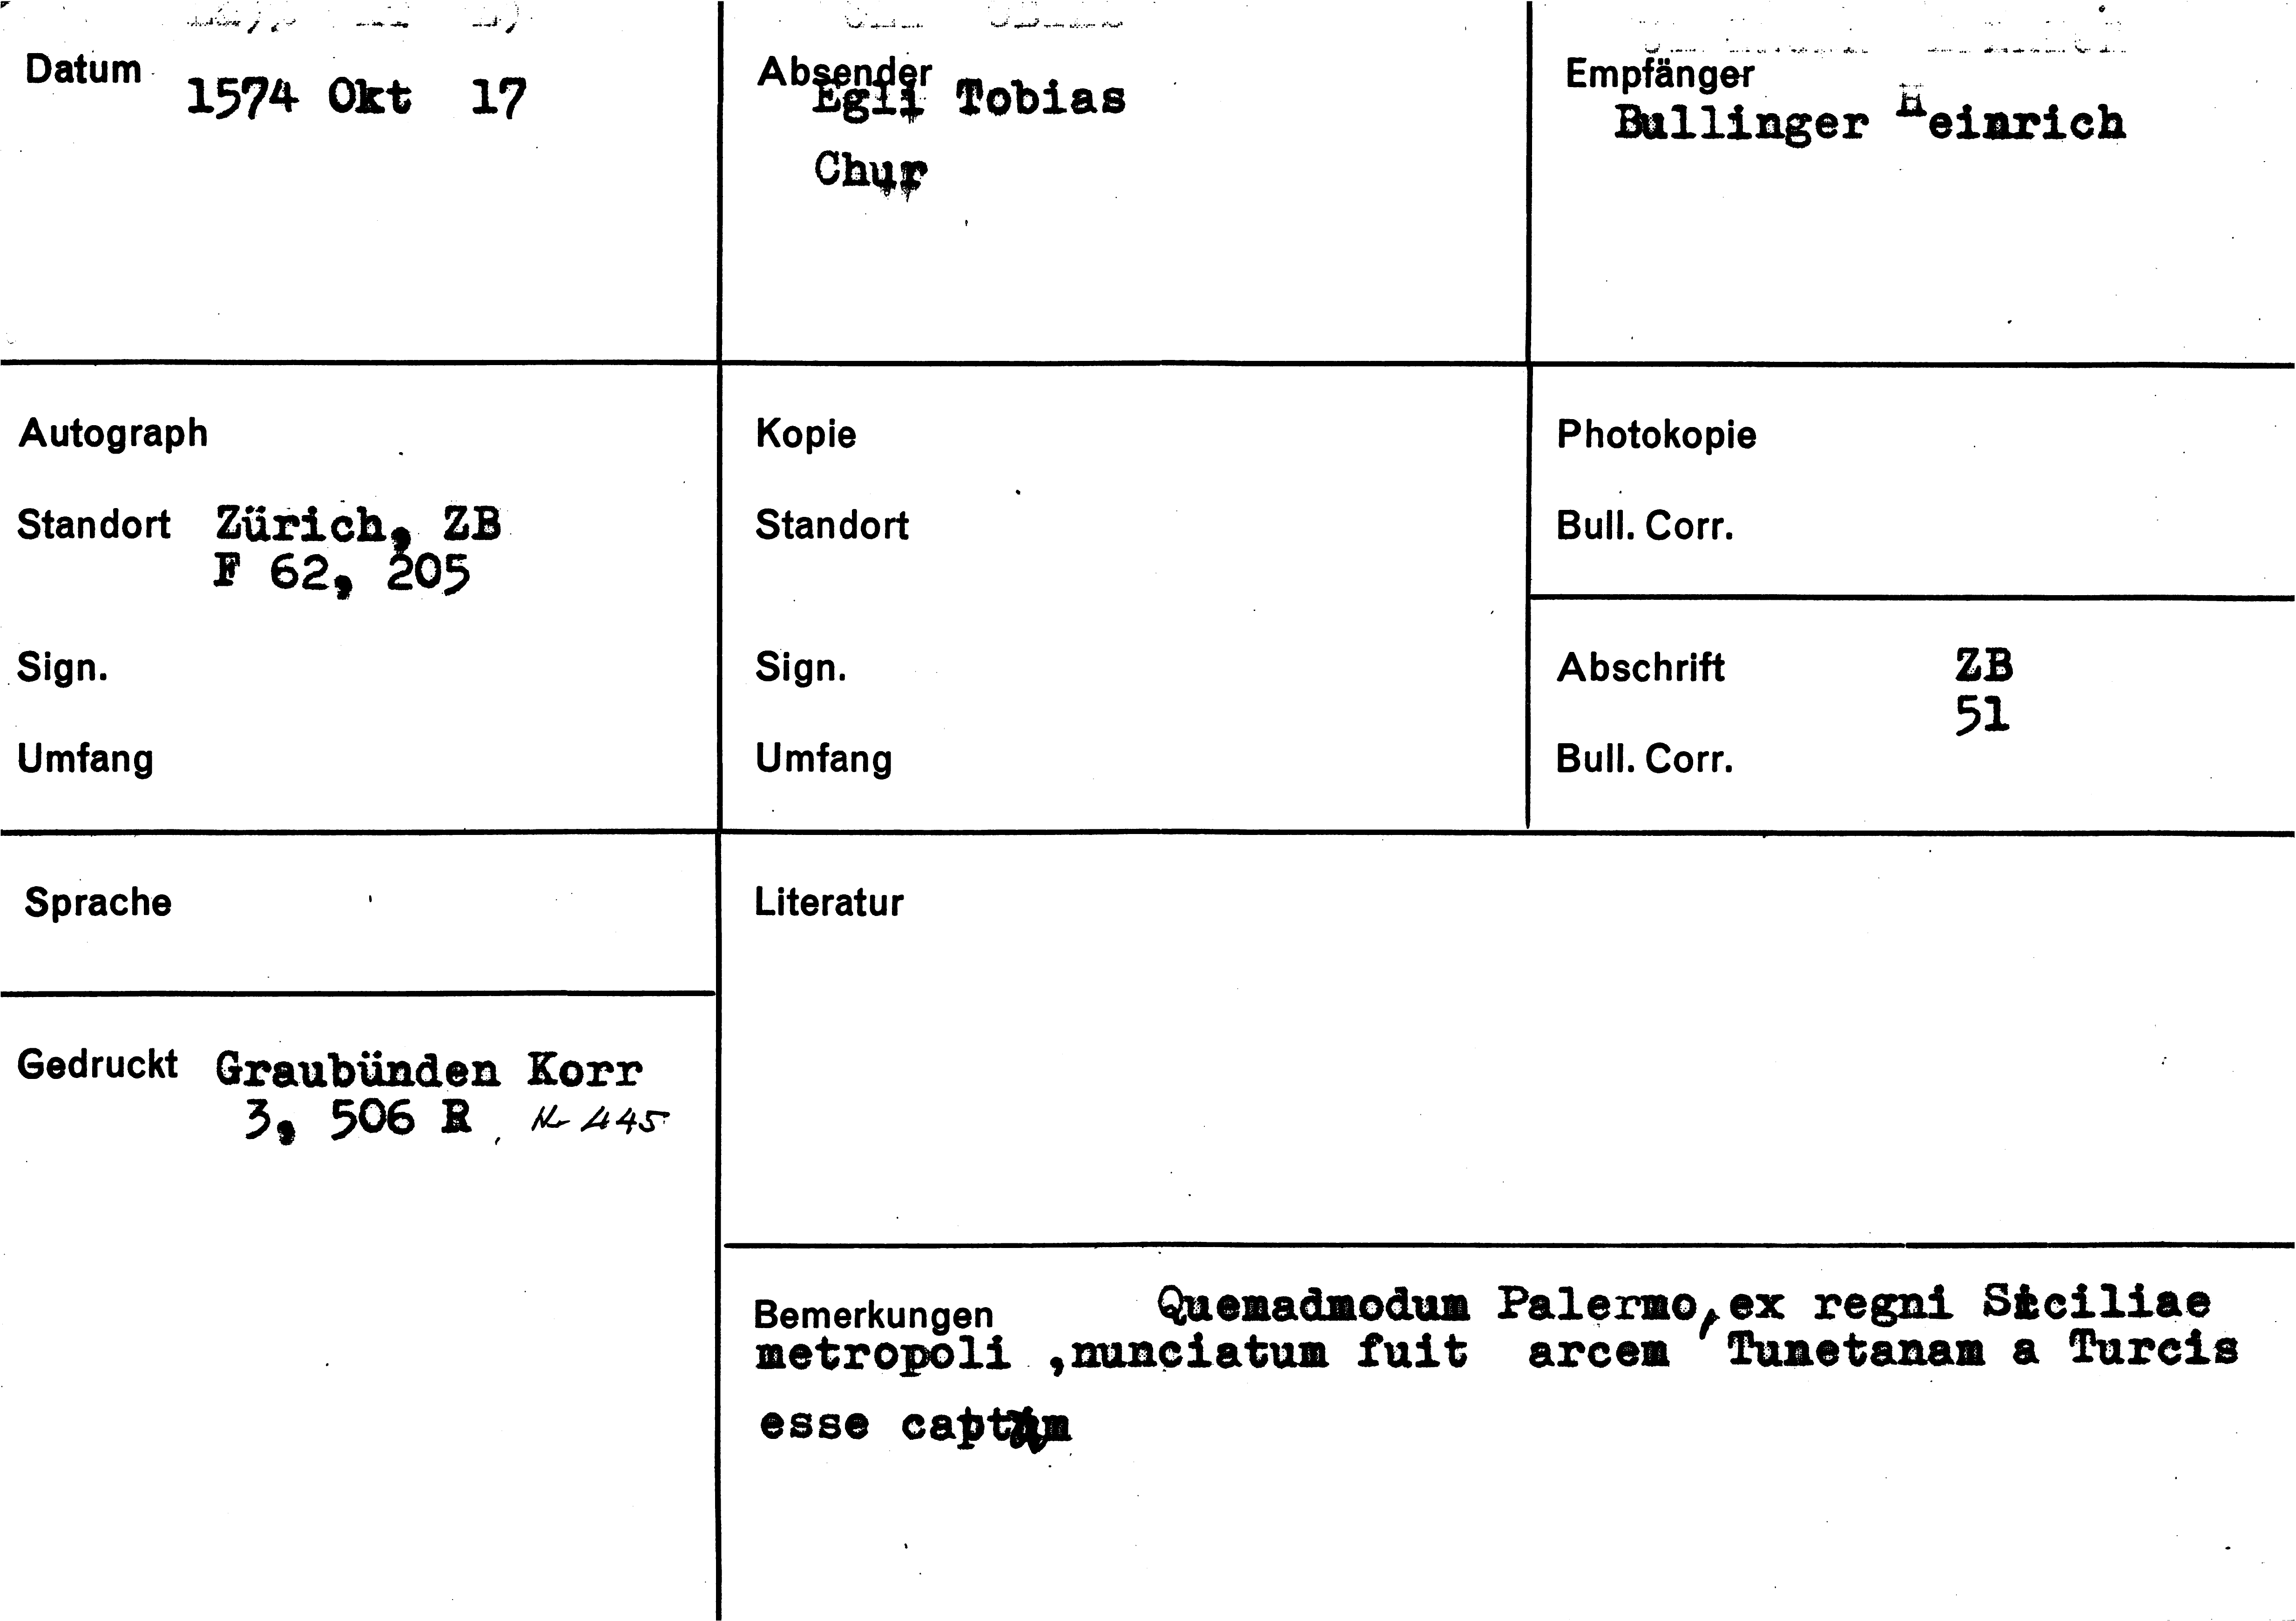 Datum 1574 Okt 17
Absender Egli Tobias
Chur
Empfänger
Bullinger Heinrich
Autograph
Standort Zürich, ZB
F 62, 205
Sign.
Umfang
Kopie
Standort
Sign.
Umfang
Photokopie
Bull. Corr.
Abschrift ZB
51
Bull. Corr.
Sprache
Gedruckt Graubünden Korr
3, 506 R, Nr 445
Literatur
Bemerkungen Quemadmodum Palermo, ex regni Siciliae
metropoli ,nunciatum fuit arcem Tunetanam a Turcis
esse captam